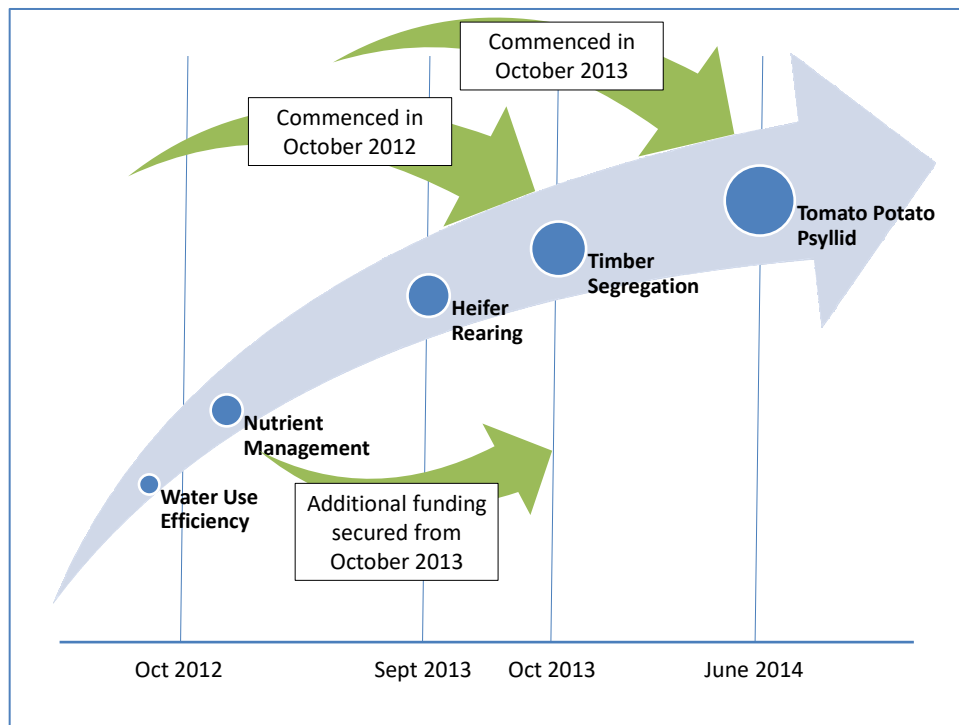 Commenced in
October 2013
Commenced in
October 2012
Tomato Potato
Psyllid
Timber
Segregation
Heifer
Rearing
Nutrient
Management
Water Use
Efficiency
Additional funding
secured from
October 2013
Oct 2012
Sept 2013
Oct 2013
June 2014